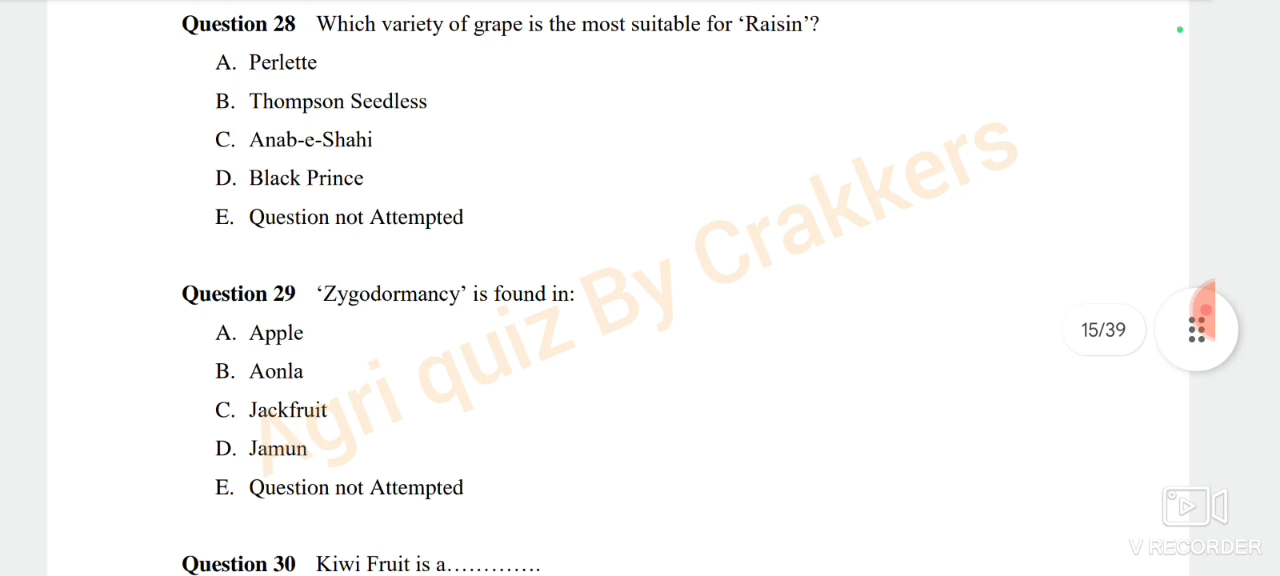 Question 28 Which variety of grape is the most suitable for ‘Raisin’?
A. Perlette
B. Thompson Seedless
C. Anab-e-Shahi
D. Black Prince
E. Question not Attempted
Question 29 ‘Zygodormancy’ is found in:
A. Apple
B. Aonla
C. Jackfruit
D. Jamun
E. Question not Attempted
Question 30 Kiwi Fruit is a.............
Agri quiz By Crakkers
15/39
V RECORDER